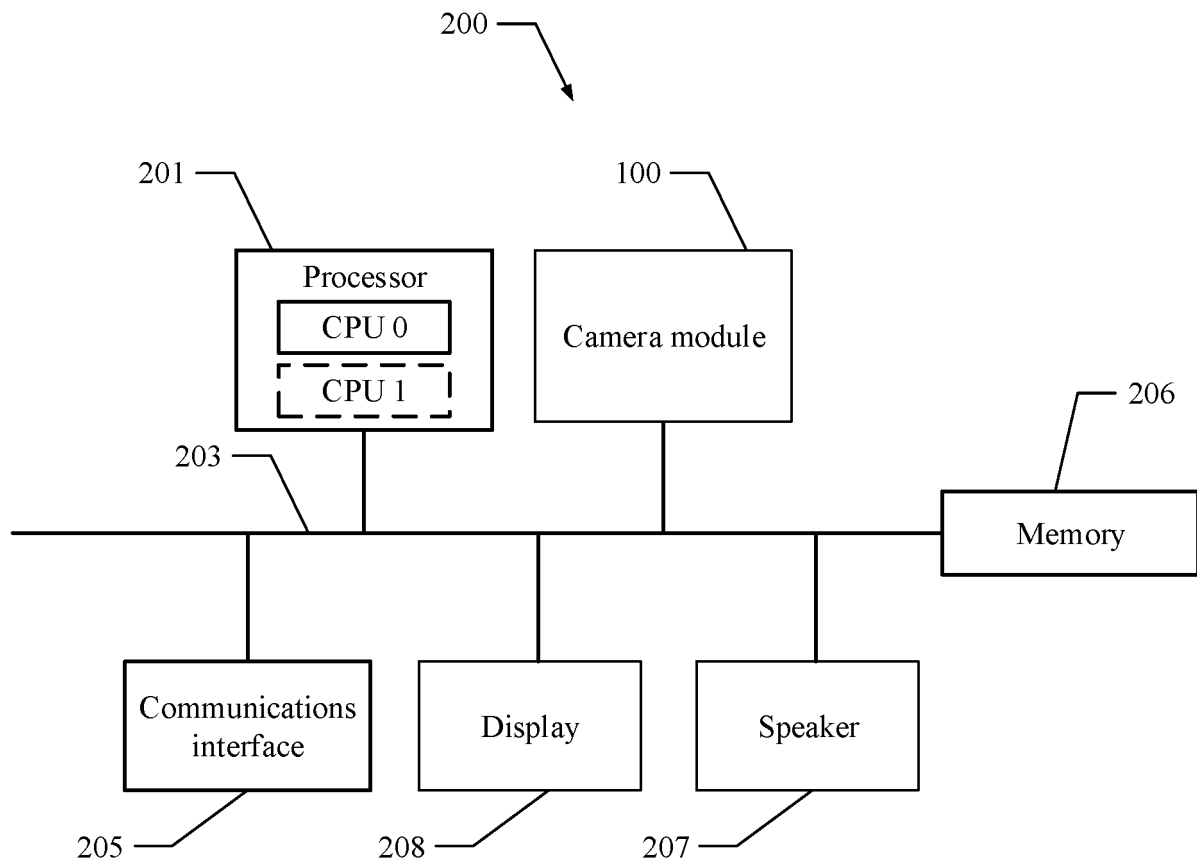 200
201
100
Processor
CPU 0
CPU 1
Camera module
206
203
Memory
Communications
interface
Display
Speaker
205
208
207